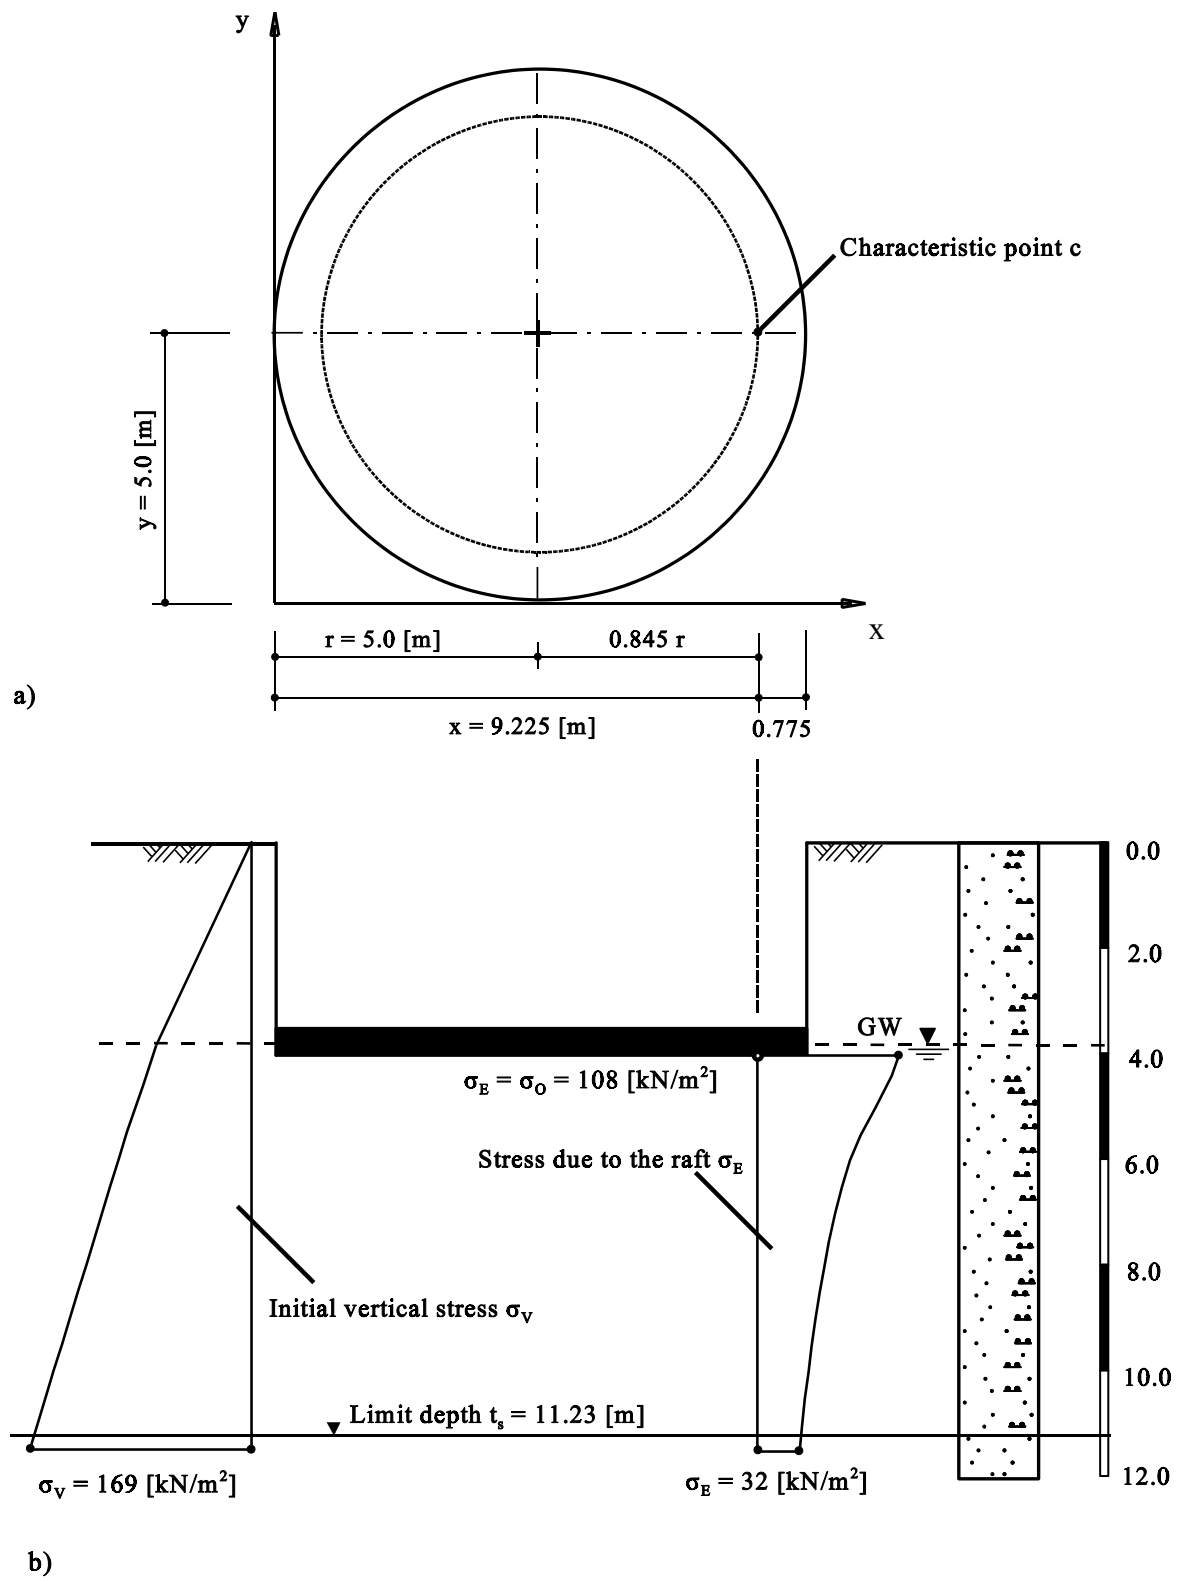 y
Characteristic point c
y = 5.0 [m]
x
r = 5.0 [m]
0.845 r
a)
x = 9.225 [m]
0.775
0.0
2.0
GW
4.0
σE = σO = 108 [kN/m²]
Stress due to the raft σE
6.0
8.0
Initial vertical stress σV
10.0
Limit depth ts = 11.23 [m]
σV = 169 [kN/m²]
σE = 32 [kN/m²]
12.0
b)